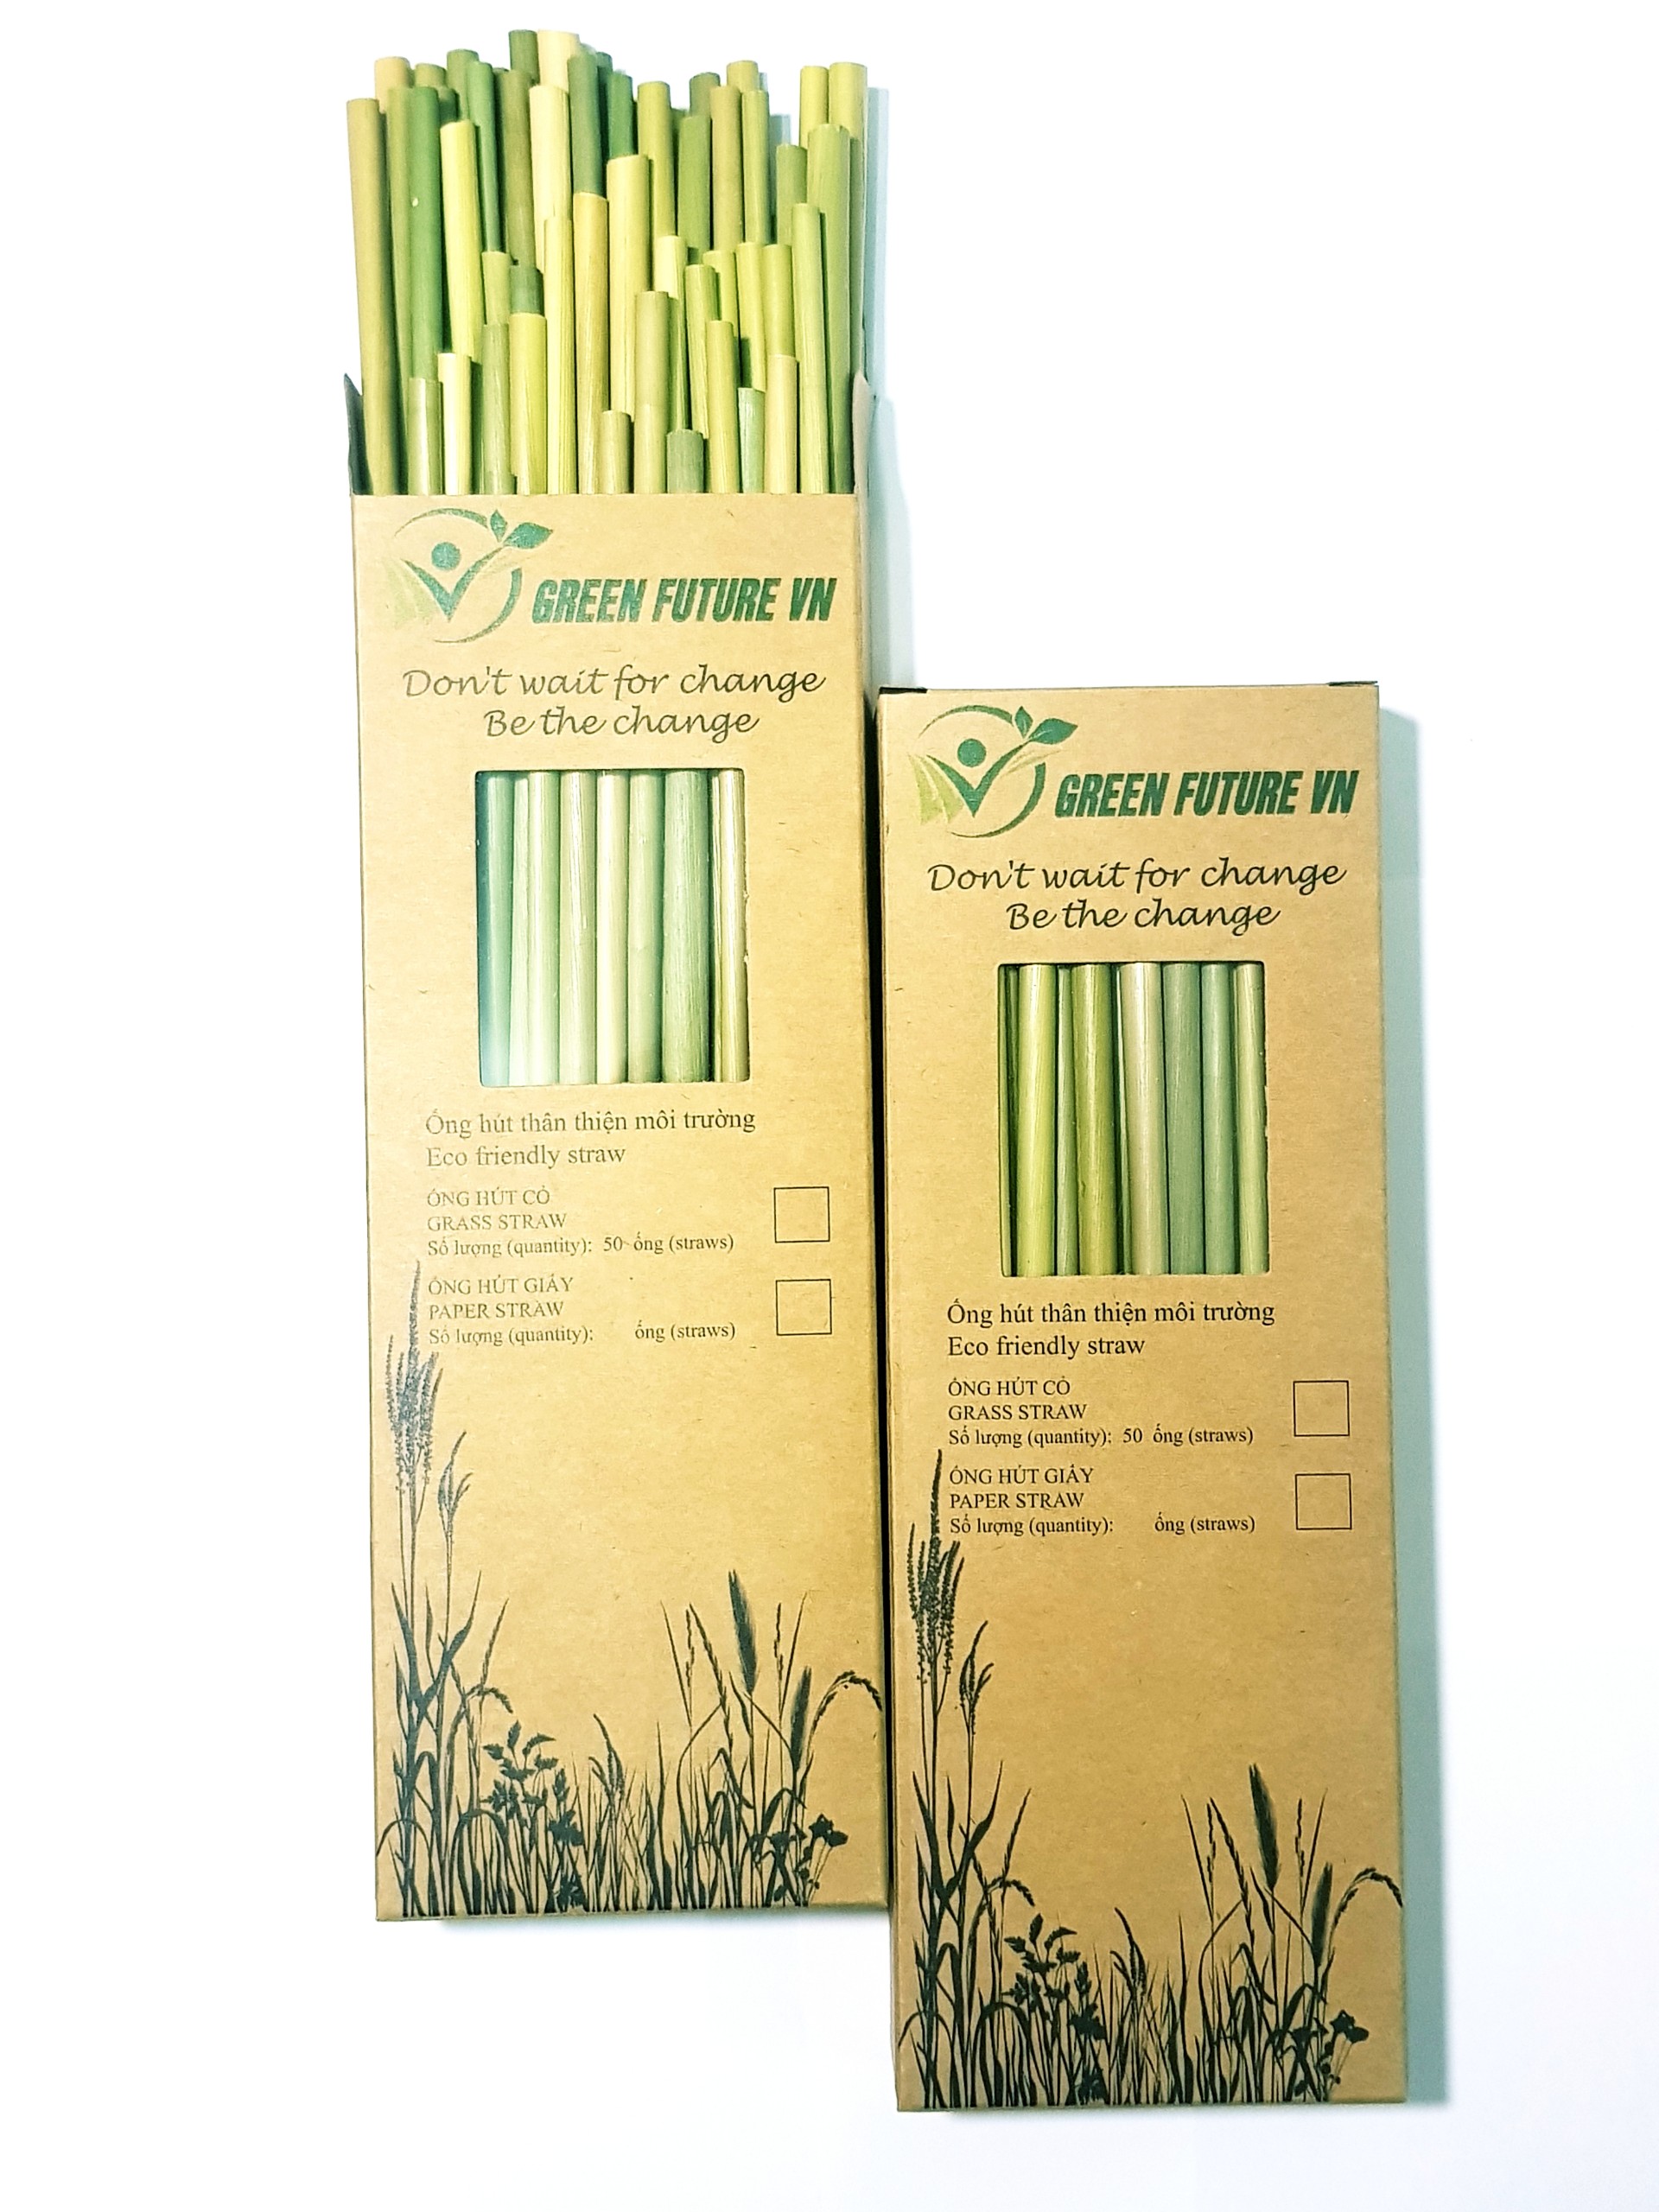 GREEN FUTURE VN
Don't wait for change
Be the change
Ống hút thân thiện môi trường
Eco friendly straw
ỐNG HÚT CỎ
GRASS STRAW
Số lượng (quantity): 50 ống (straws)
ỐNG HÚT GIẤY
PAPER STRAW
Số lượng (quantity): ống (straws)
GREEN FUTURE VN
Don't wait for change
Be the change
Ống hút thân thiện môi trường
Eco friendly straw
ỐNG HÚT CỎ
GRASS STRAW
Số lượng (quantity): 50 ống (straws)
ỐNG HÚT GIẤY
PAPER STRAW
Số lượng (quantity): ống (straws)